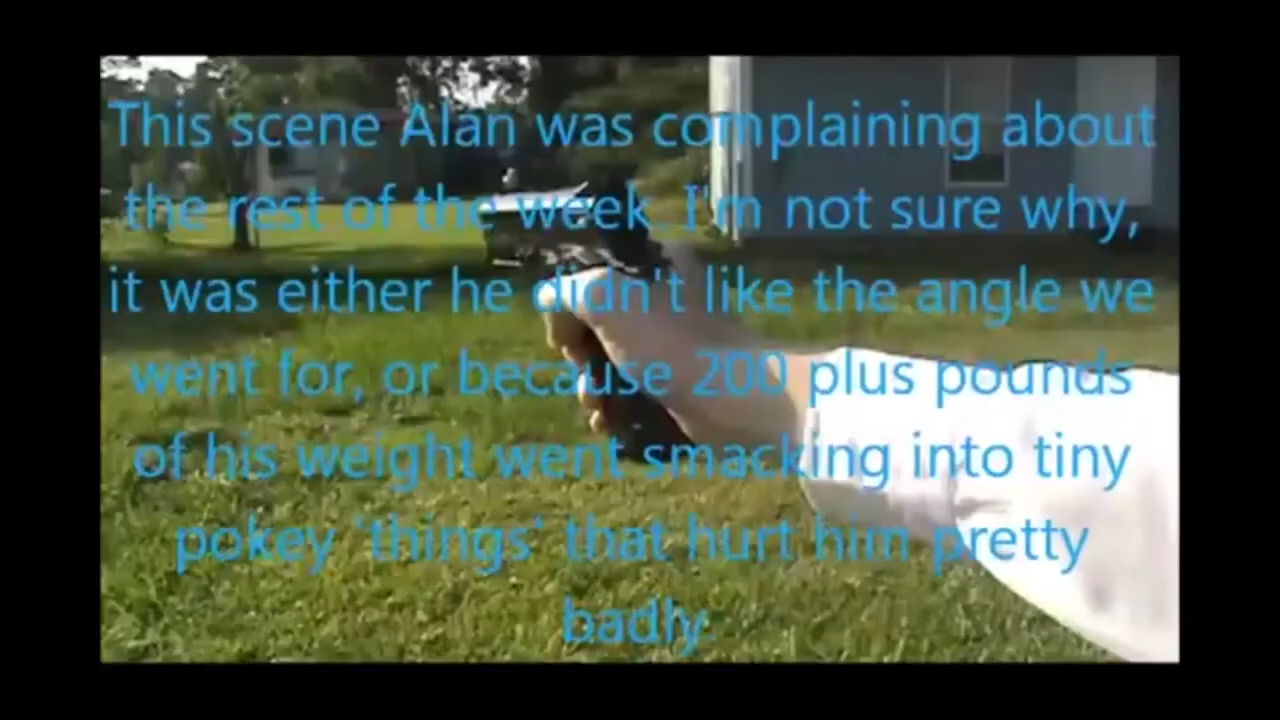 This scene Alan was complaining about
the rest of the week. I'm not sure why,
it was either he didn't like the angle we
went for, or because 200 plus pounds
of his weight went smacking into tiny
pokey 'things' that hurt him pretty
badly.